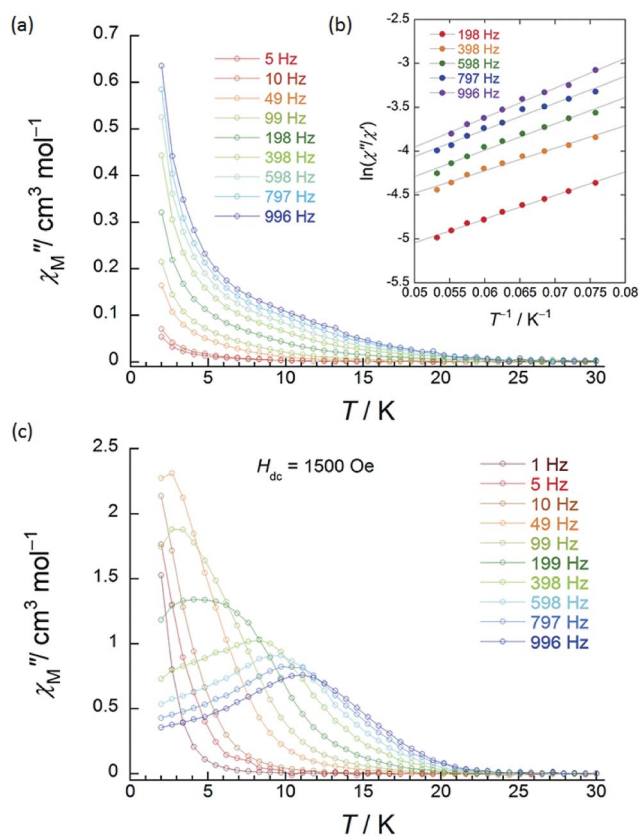 (a)
χM″/ cm³ mol⁻¹
0.7
0.6
0.5
0.4
0.3
0.2
0.1
0
5 Hz
10 Hz
49 Hz
99 Hz
198 Hz
398 Hz
598 Hz
797 Hz
996 Hz
0 5 10 15 20 25 30
T / K
(b)
ln(χ″/χ′)
-2.5
-3
-3.5
-4
-4.5
-5
-5.5
198 Hz
398 Hz
598 Hz
797 Hz
996 Hz
0.05 0.055 0.06 0.065 0.07 0.075 0.08
T⁻¹ / K⁻¹
(c)
χM″/ cm³ mol⁻¹
2.5
2
1.5
1
0.5
0
Hdc = 1500 Oe
1 Hz
5 Hz
10 Hz
49 Hz
99 Hz
199 Hz
398 Hz
598 Hz
797 Hz
996 Hz
0 5 10 15 20 25 30
T / K